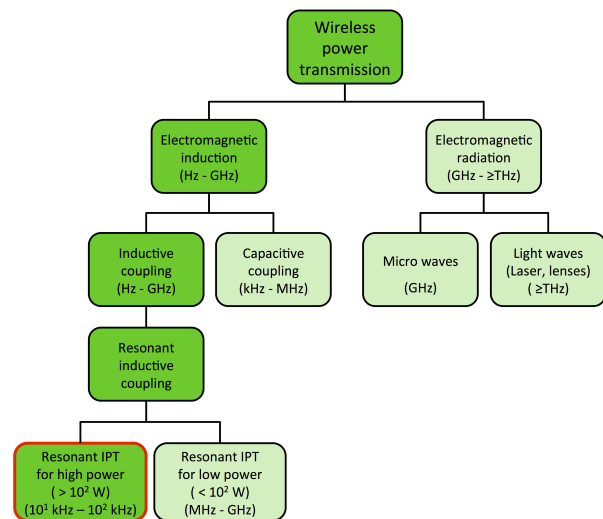 Wireless
power
transmission
Electromagnetic
induction
(Hz - GHz)
Electromagnetic
radiation
(GHz - ≥THz)
Inductive
coupling
(Hz - GHz)
Capacitive
coupling
(kHz - MHz)
Micro waves
(GHz)
Light waves
(Laser, lenses)
( ≥THz)
Resonant
inductive
coupling
Resonant IPT
for high power
( > 10² W)
(10¹ kHz – 10² kHz)
Resonant IPT
for low power
( < 10² W)
(MHz - GHz)